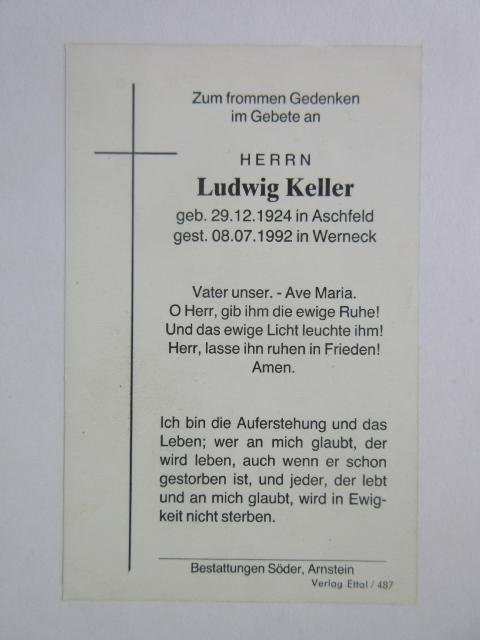 Zum frommen Gedenken
im Gebete an
HERRN
Ludwig Keller
geb. 29.12.1924 in Aschfeld
gest. 08.07.1992 in Werneck
Vater unser. - Ave Maria.
O Herr, gib ihm die ewige Ruhe!
Und das ewige Licht leuchte ihm!
Herr, lasse ihn ruhen in Frieden!
Amen.
Ich bin die Auferstehung und das
Leben; wer an mich glaubt, der
wird leben, auch wenn er schon
gestorben ist, und jeder, der lebt
und an mich glaubt, wird in Ewig-
keit nicht sterben.
Bestattungen Söder, Arnstein
Verlag Ettal / 487